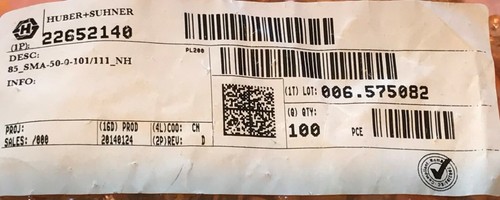 HUBER+SUHNER
(1P): 22652140
PL200
DESC:
85_SMA-50-0-101/111_NH
INFO:
(1T) LOT: 006.575082
(Q) QTY:
100 PCE
PROJ: (16D) PROD (4L)COO: CH
SALES: /000 20140124 (2P)REV: D